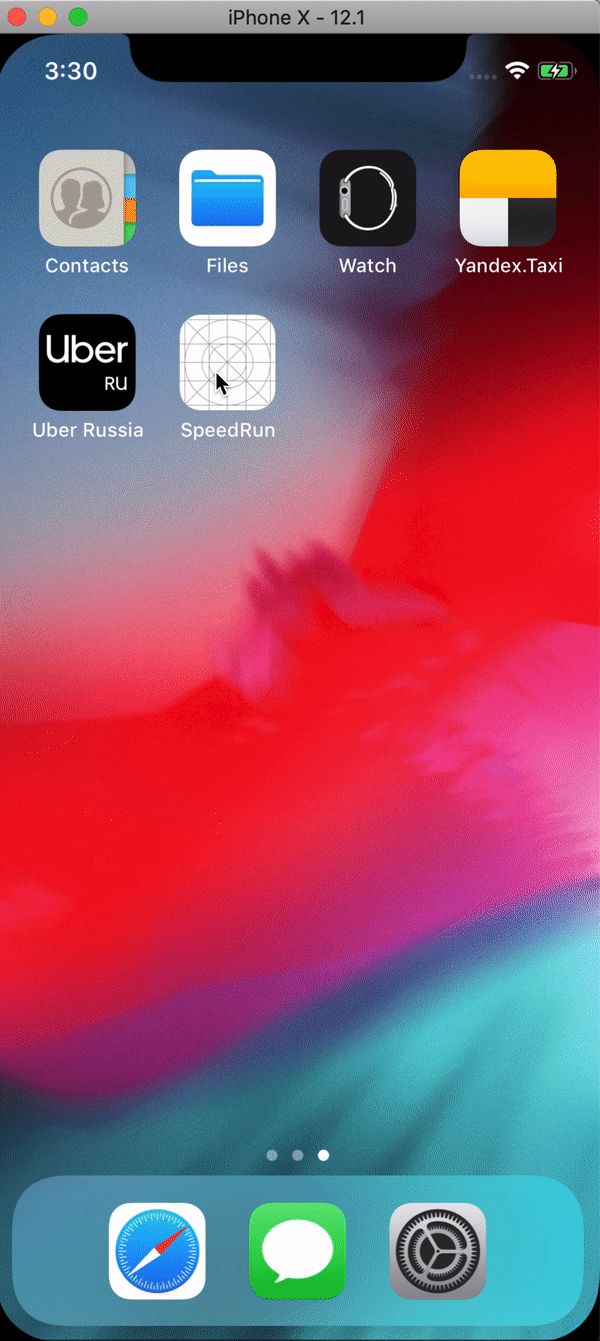 iPhone X - 12.1
3:30
Contacts
Files
Watch
Yandex.Taxi
Uber
RU
Uber Russia
SpeedRun